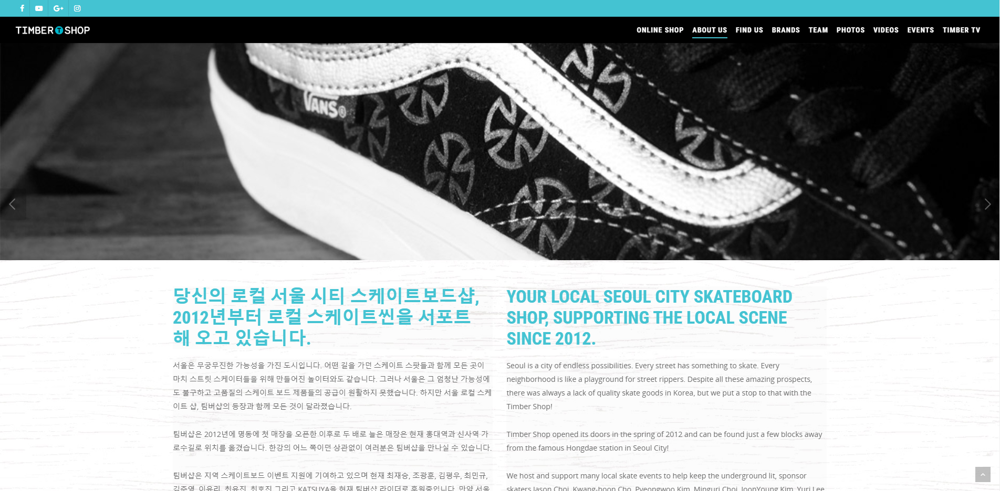 TIMBER T SHOP
ONLINE SHOP ABOUT US FIND US BRANDS TEAM PHOTOS VIDEOS EVENTS TIMBER TV
VANS®
당신의 로컬 서울 시티 스케이트보드샵,
2012년부터 로컬 스케이트씬을 서포트
해 오고 있습니다.
서울은 무궁무진한 가능성을 가진 도시입니다. 어떤 길을 가던 스케이트 스팟들과 함께 모든 곳이
마치 스트릿 스케이터들을 위해 만들어진 놀이터와도 같습니다. 그러나 서울은 그 엄청난 가능성에
도 불구하고 고품질의 스케이트 보드 제품들의 공급이 원활하지 못했습니다. 하지만 서울 로컬 스케
이트 샵, 팀버샵의 등장과 함께 모든 것이 달라졌습니다.
팀버샵은 2012년에 명동에 첫 매장을 오픈한 이후로 두 배로 늘은 매장은 현재 홍대역과 신사역 가
로수길로 위치를 옮겼습니다. 한강의 어느 쪽이던 상관없이 여러분은 팀버샵을 만나실 수 있습니다.
팀버샵은 지역 스케이트보드 이벤트 지원에 기여하고 있으며 현재 최재승, 조광훈, 김평우, 최민규,
김준영, 이유리, 최유진, 최호진 그리고 KATSUYA을 현재 팀버샵 라이더로 후원중입니다. 만약 서울
YOUR LOCAL SEOUL CITY SKATEBOARD
SHOP, SUPPORTING THE LOCAL SCENE
SINCE 2012.
Seoul is a city of endless possibilities. Every street has something to skate. Every
neighborhood is like a playground for street rippers. Despite all these amazing prospects,
there was always a lack of quality skate goods in Korea, but we put a stop to that with the
Timber Shop!
Timber Shop opened its doors in the spring of 2012 and can be found just a few blocks away
from the famous Hongdae station in Seoul City!
We host and support many local skate events to help keep the underground lit, sponsor
skaters Jason Choi, Kwang-hoon Cho, Pyeongwoo Kim, Minguri Choi, JoonYoung Kim, Yuri Lee